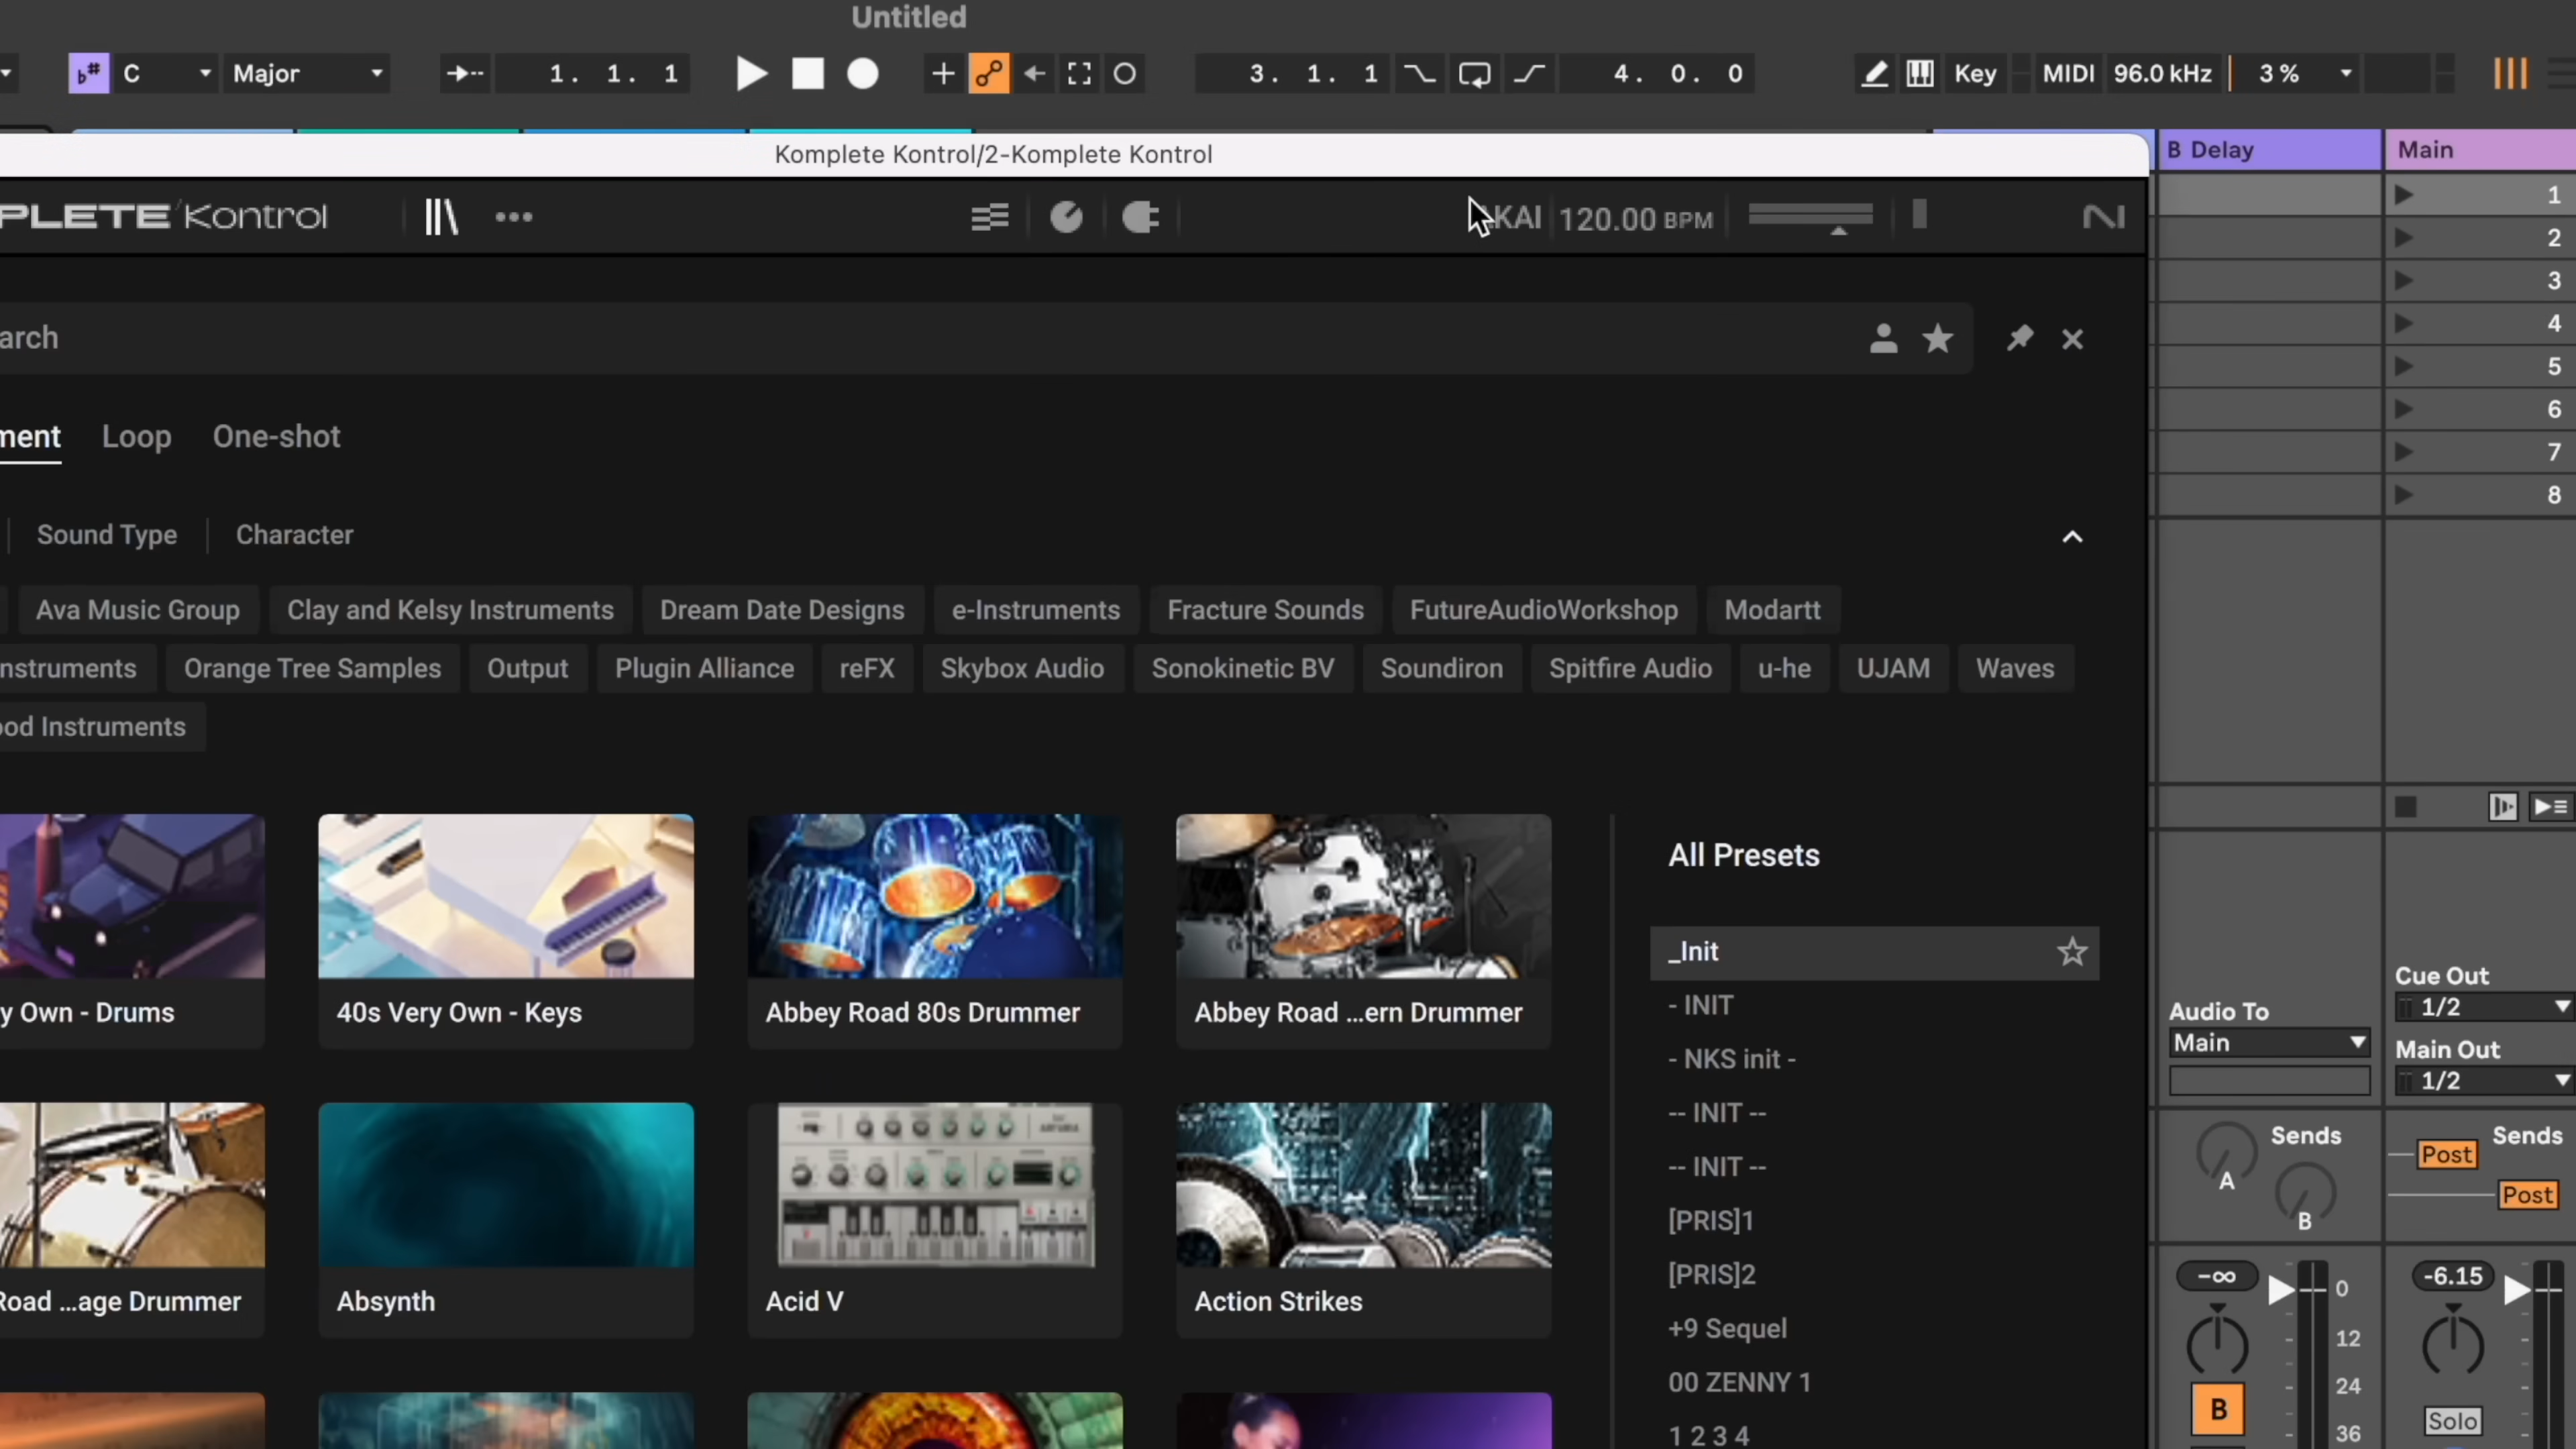 Untitled
C Major 1. 1. 1 3. 1. 1 4. 0. 0 Key MIDI 96.0 kHz 3 %
Komplete Kontrol/2-Komplete Kontrol
B Delay
Main
PLETE Kontrol
KAI 120.00 BPM
1
2
3
4
5
6
7
8
arch
ment Loop One-shot
Sound Type Character
Ava Music Group Clay and Kelsy Instruments Dream Date Designs e-Instruments Fracture Sounds FutureAudioWorkshop Modartt
nstruments Orange Tree Samples Output Plugin Alliance reFX Skybox Audio Sonokinetic BV Soundiron Spitfire Audio u-he UJAM Waves
ood Instruments
y Own - Drums
40s Very Own - Keys
Abbey Road 80s Drummer
Abbey Road ...ern Drummer
Road ...age Drummer
Absynth
Acid V
Action Strikes
All Presets
_Init
- INIT
- NKS init -
-- INIT --
-- INIT --
[PRIS]1
[PRIS]2
+9 Sequel
00 ZENNY 1
1 2 3 4
Audio To
Main
Sends
A
B
-∞
0
12
24
36
B
Cue Out
1/2
Main Out
1/2
Sends
Post
Post
-6.15
Solo